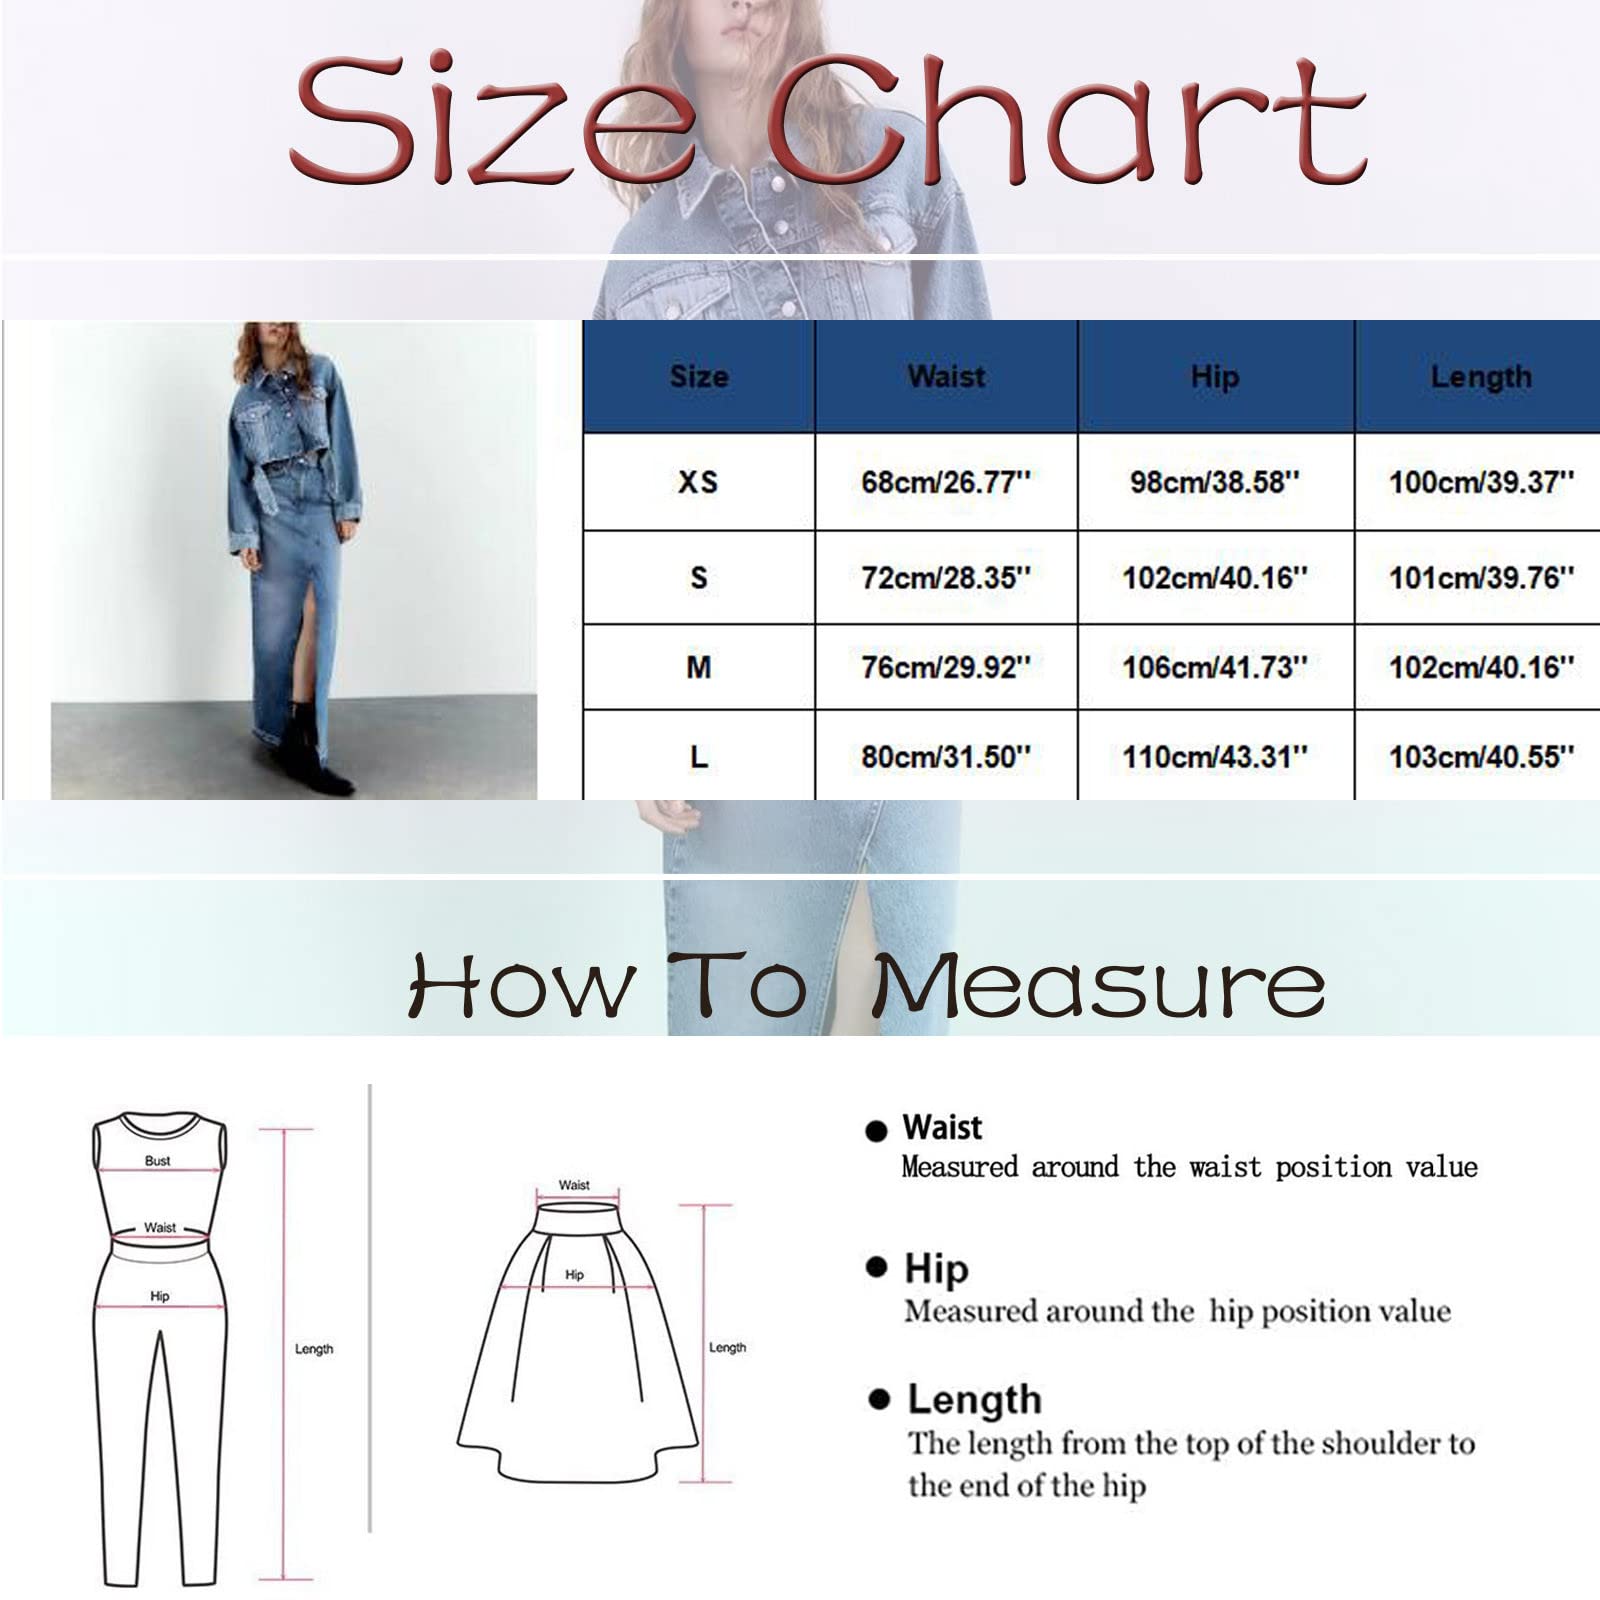 Size Chart
Size Waist Hip Length
XS 68cm/26.77'' 98cm/38.58'' 100cm/39.37''
S 72cm/28.35'' 102cm/40.16'' 101cm/39.76''
M 76cm/29.92'' 106cm/41.73'' 102cm/40.16''
L 80cm/31.50'' 110cm/43.31'' 103cm/40.55''
How To Measure
Bust
Waist
Hip
Length
Waist
Hip
Length
● Waist
Measured around the waist position value
● Hip
Measured around the hip position value
● Length
The length from the top of the shoulder to
the end of the hip